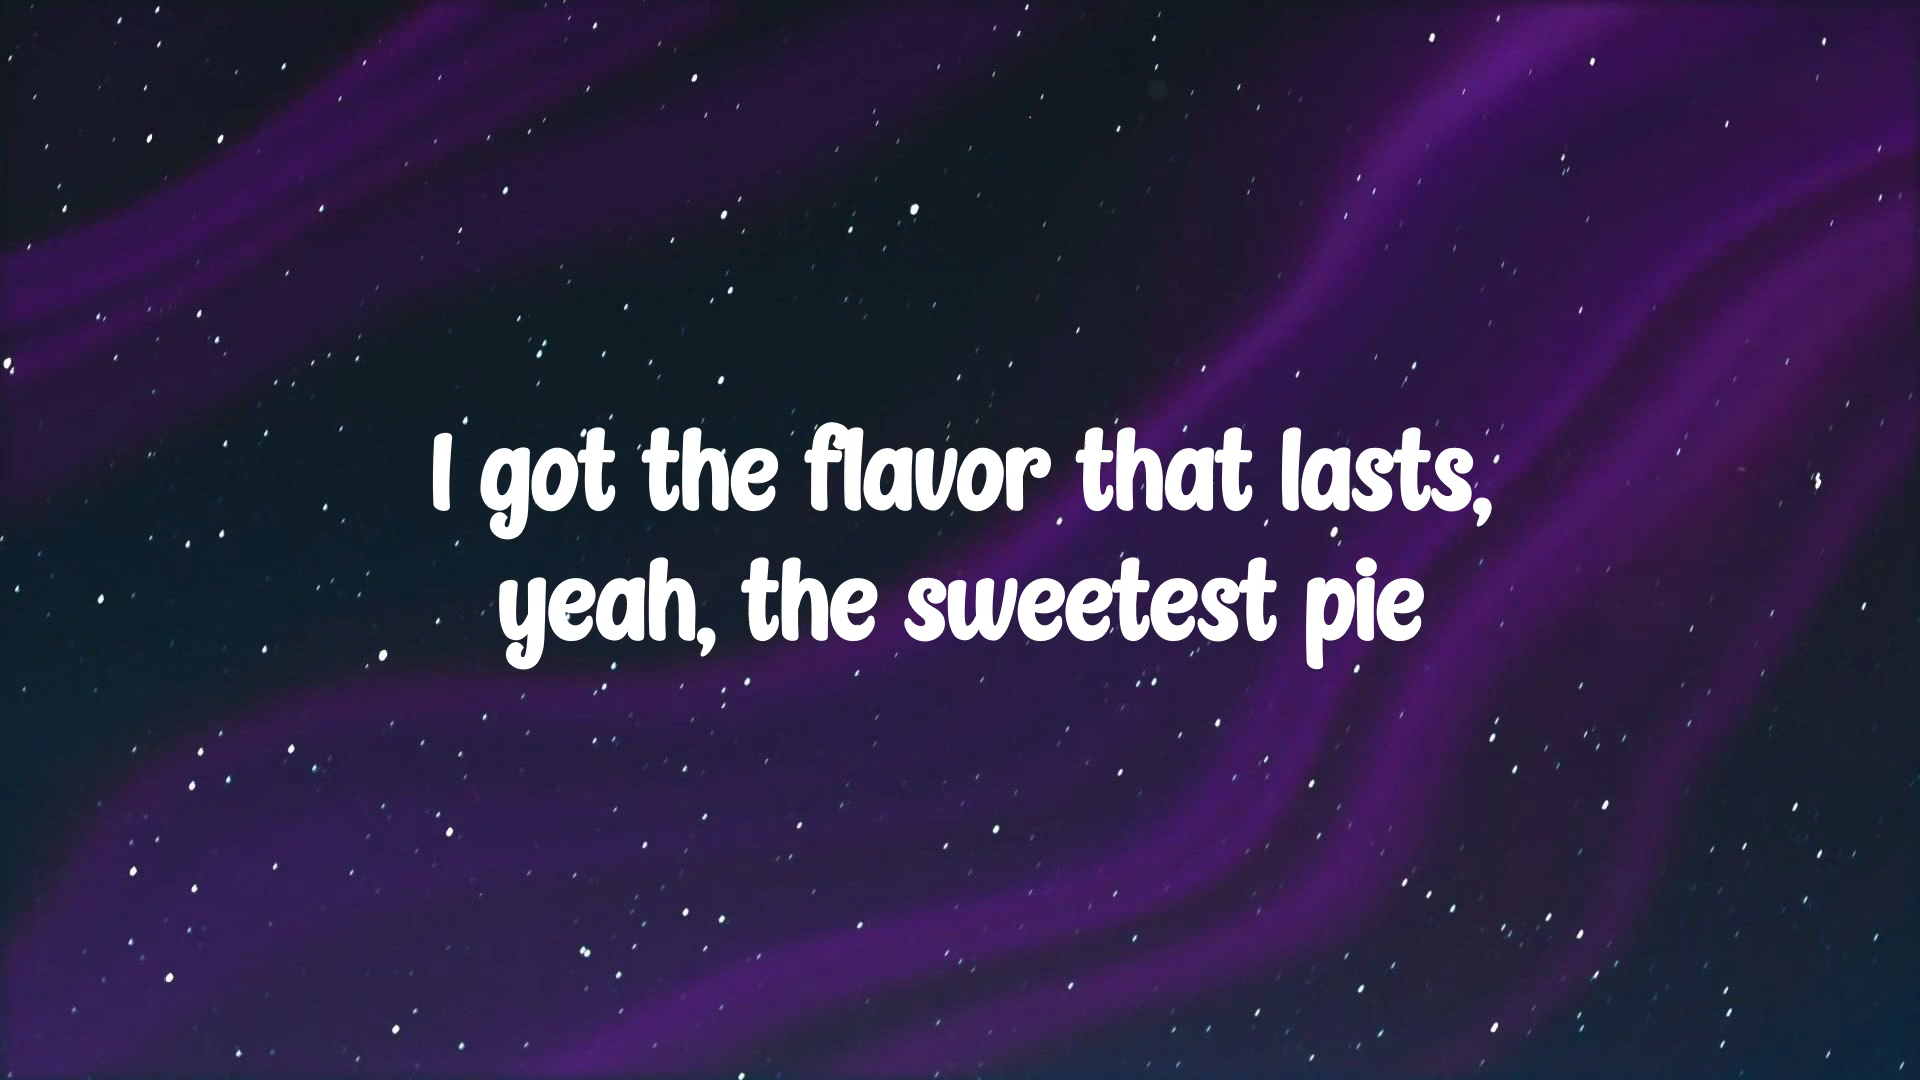 I got the flavor that lasts,
yeah, the sweetest pie